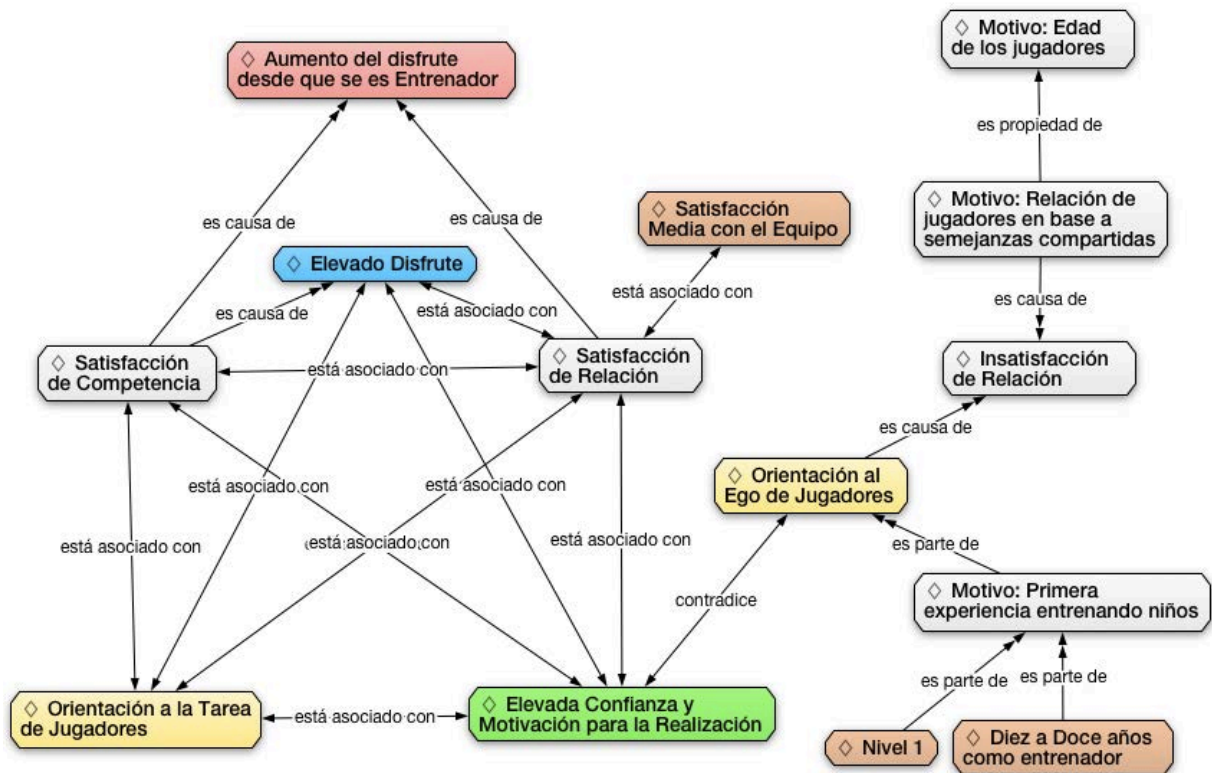 ◇ Motivo: Edad
de los jugadores
◇ Aumento del disfrute
desde que se es Entrenador
es propiedad de
◇ Motivo: Relación de
jugadores en base a
semejanzas compartidas
◇ Satisfacción
Media con el Equipo
es causa de
es causa de
◇ Elevado Disfrute
está asociado con
es causa de
es causa de
está asociado con
◇ Satisfacción
de Competencia
está asociado con
◇ Satisfacción
de Relación
◇ Insatisfacción
de Relación
es causa de
◇ Orientación al
Ego de Jugadores
está asociado con
está asociado con
está asociado con
está asociado con
está asociado con
es parte de
contradice
◇ Motivo: Primera
experiencia entrenando niños
es parte de
es parte de
◇ Orientación a la Tarea
de Jugadores
está asociado con
◇ Elevada Confianza y
Motivación para la Realización
◇ Nivel 1
◇ Diez a Doce años
como entrenador